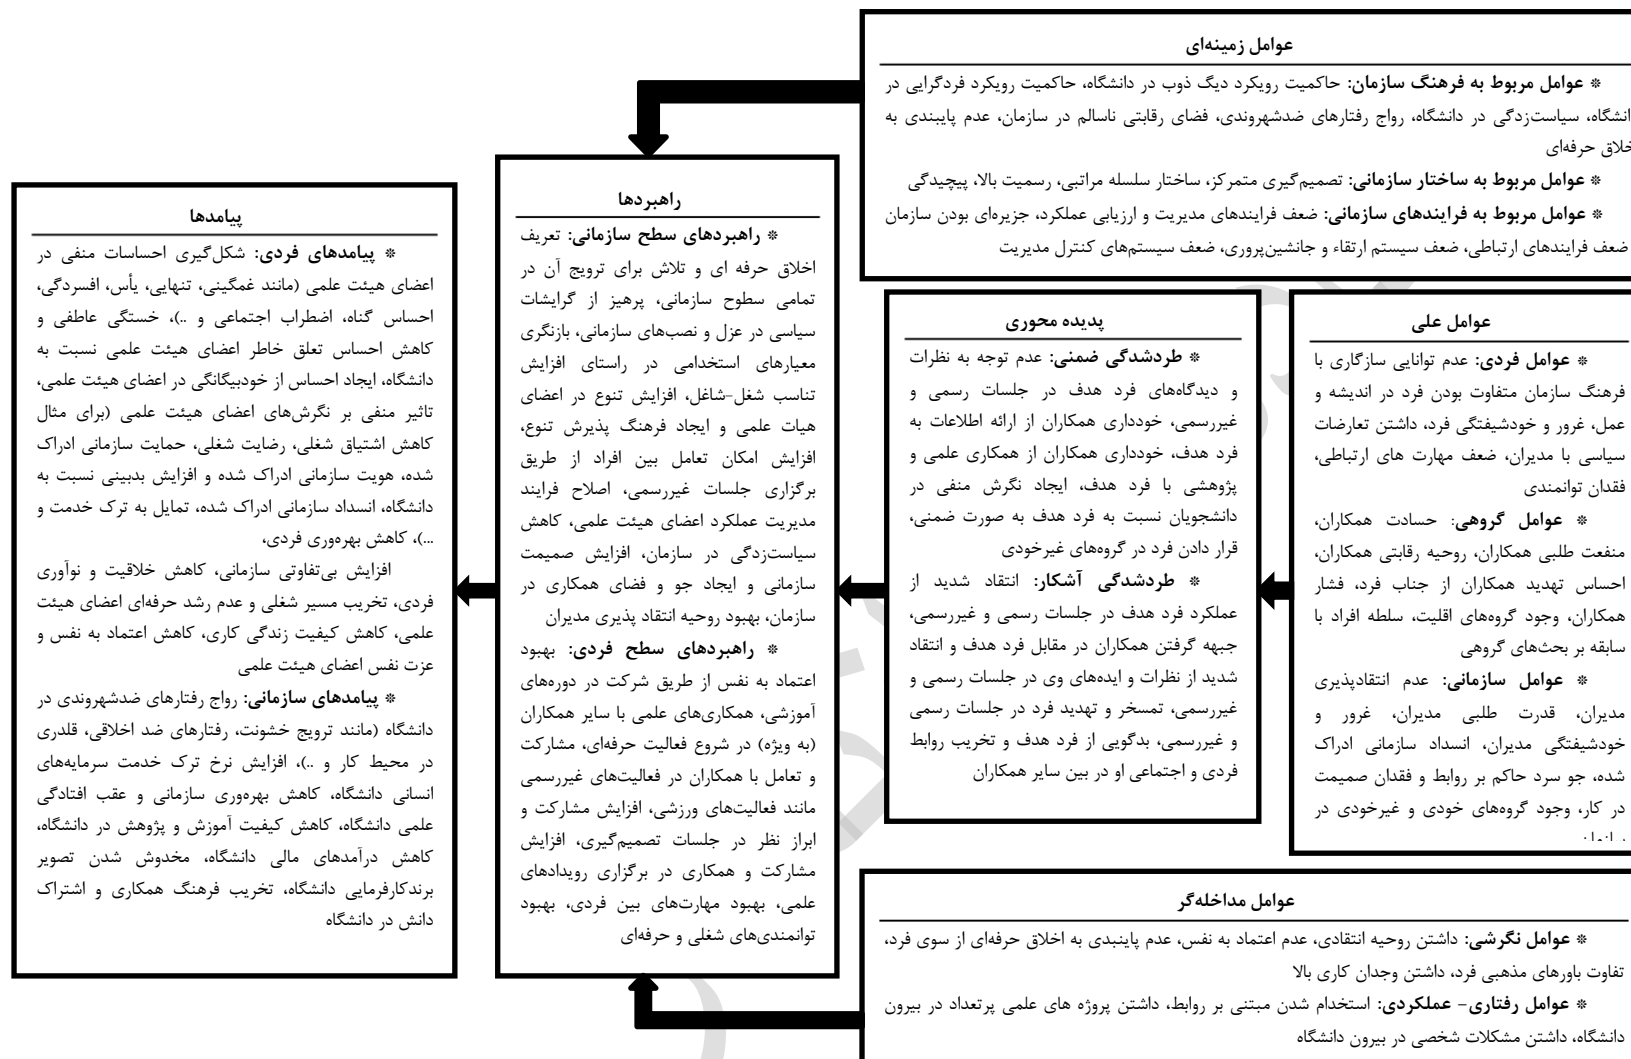 عوامل زمینه‌ای
* عوامل مربوط به فرهنگ سازمان: حاکمیت رویکرد دیگ ذوب در دانشگاه، حاکمیت رویکرد فردگرایی در
انشگاه، سیاست‌زدگی در دانشگاه، رواج رفتارهای ضدشهروندی، فضای رقابتی ناسالم در سازمان، عدم پایبندی به
خلاق حرفه‌ای
* عوامل مربوط به ساختار سازمانی: تصمیم‌گیری متمرکز، ساختار سلسله مراتبی، رسمیت بالا، پیچیدگی
* عوامل مربوط به فرایندهای سازمانی: ضعف فرایندهای مدیریت و ارزیابی عملکرد، جزیره‌ای بودن سازمان
ضعف فرایندهای ارتباطی، ضعف سیستم ارتقاء و جانشین‌پروری، ضعف سیستم‌های کنترل مدیریت
عوامل علی
* عوامل فردی: عدم توانایی سازگاری با
فرهنگ سازمان متفاوت بودن فرد در اندیشه و
عمل، غرور و خودشیفتگی فرد، داشتن تعارضات
سیاسی با مدیران، ضعف مهارت های ارتباطی،
فقدان توانمندی
* عوامل گروهی: حسادت همکاران،
منفعت طلبی همکاران، روحیه رقابتی همکاران،
احساس تهدید همکاران از جناب فرد، فشار
همکاران، وجود گروه‌های اقلیت، سلطه افراد با
سابقه بر بحث‌های گروهی
* عوامل سازمانی: عدم انتقادپذیری
مدیران، قدرت طلبی مدیران، غرور و
خودشیفتگی مدیران، انسداد سازمانی ادراک
شده، جو سرد حاکم بر روابط و فقدان صمیمت
در کار، وجود گروه‌های خودی و غیرخودی در
پدیده محوری
* طردشدگی ضمنی: عدم توجه به نظرات
و دیدگاه‌های فرد هدف در جلسات رسمی و
غیررسمی، خودداری همکاران از ارائه اطلاعات به
فرد هدف، خودداری همکاران از همکاری علمی و
پژوهشی با فرد هدف، ایجاد نگرش منفی در
دانشجویان نسبت به فرد هدف به صورت ضمنی،
قرار دادن فرد در گروه‌های غیرخودی
* طردشدگی آشکار: انتقاد شدید از
عملکرد فرد هدف در جلسات رسمی و غیررسمی،
جبهه گرفتن همکاران در مقابل فرد هدف و انتقاد
شدید از نظرات و ایده‌های وی در جلسات رسمی و
غیررسمی، تمسخر و تهدید فرد در جلسات رسمی
و غیررسمی، بدگویی از فرد هدف و تخریب روابط
فردی و اجتماعی او در بین سایر همکاران
راهبردها
* راهبردهای سطح سازمانی: تعریف
اخلاق حرفه ای و تلاش برای ترویج آن در
تمامی سطوح سازمانی، پرهیز از گرایشات
سیاسی در عزل و نصب‌های سازمانی، بازنگری
معیارهای استخدامی در راستای افزایش
تناسب شغل-شاغل، افزایش تنوع در اعضای
هیات علمی و ایجاد فرهنگ پذیرش تنوع،
افزایش امکان تعامل بین افراد از طریق
برگزاری جلسات غیررسمی، اصلاح فرایند
مدیریت عملکرد اعضای هیئت علمی، کاهش
سیاست‌زدگی در سازمان، افزایش صمیمت
سازمانی و ایجاد جو و فضای همکاری در
سازمان، بهبود روحیه انتقاد پذیری مدیران
* راهبردهای سطح فردی: بهبود
اعتماد به نفس از طریق شرکت در دوره‌های
آموزشی، همکاری‌های علمی با سایر همکاران
(به ویژه) در شروع فعالیت حرفه‌ای، مشارکت
و تعامل با همکاران در فعالیت‌های غیررسمی
مانند فعالیت‌های ورزشی، افزایش مشارکت و
ابراز نظر در جلسات تصمیم‌گیری، افزایش
مشارکت و همکاری در برگزاری رویدادهای
علمی، بهبود مهارت‌های بین فردی، بهبود
توانمندی‌های شغلی و حرفه‌ای
پیامدها
* پیامدهای فردی: شکل‌گیری احساسات منفی در
اعضای هیئت علمی (مانند غمگینی، تنهایی، یأس، افسردگی،
احساس گناه، اضطراب اجتماعی و ..)، خستگی عاطفی و
کاهش احساس تعلق خاطر اعضای هیئت علمی نسبت به
دانشگاه، ایجاد احساس از خودبیگانگی در اعضای هیئت علمی،
تاثیر منفی بر نگرش‌های اعضای هیئت علمی (برای مثال
کاهش اشتیاق شغلی، رضایت شغلی، حمایت سازمانی ادراک
شده، هویت سازمانی ادراک شده و افزایش بدبینی نسبت به
دانشگاه، انسداد سازمانی ادراک شده، تمایل به ترک خدمت و
...)، کاهش بهره‌وری فردی،
افزایش بی‌تفاوتی سازمانی، کاهش خلاقیت و نوآوری
فردی، تخریب مسیر شغلی و عدم رشد حرفه‌ای اعضای هیئت
علمی، کاهش کیفیت زندگی کاری، کاهش اعتماد به نفس و
عزت نفس اعضای هیئت علمی
* پیامدهای سازمانی: رواج رفتارهای ضدشهروندی در
دانشگاه (مانند ترویج خشونت، رفتارهای ضد اخلاقی، قلدری
در محیط کار و ..)، افزایش نرخ ترک خدمت سرمایه‌های
انسانی دانشگاه، کاهش بهره‌وری سازمانی و عقب افتادگی
علمی دانشگاه، کاهش کیفیت آموزش و پژوهش در دانشگاه،
کاهش درآمدهای مالی دانشگاه، مخدوش شدن تصویر
برندکارفرمایی دانشگاه، تخریب فرهنگ همکاری و اشتراک
دانش در دانشگاه
عوامل مداخله‌گر
* عوامل نگرشی: داشتن روحیه انتقادی، عدم اعتماد به نفس، عدم پاینبدی به اخلاق حرفه‌ای از سوی فرد،
تفاوت باورهای مذهبی فرد، داشتن وجدان کاری بالا
* عوامل رفتاری- عملکردی: استخدام شدن مبتنی بر روابط، داشتن پروژه های علمی پرتعداد در بیرون
دانشگاه، داشتن مشکلات شخصی در بیرون دانشگاه